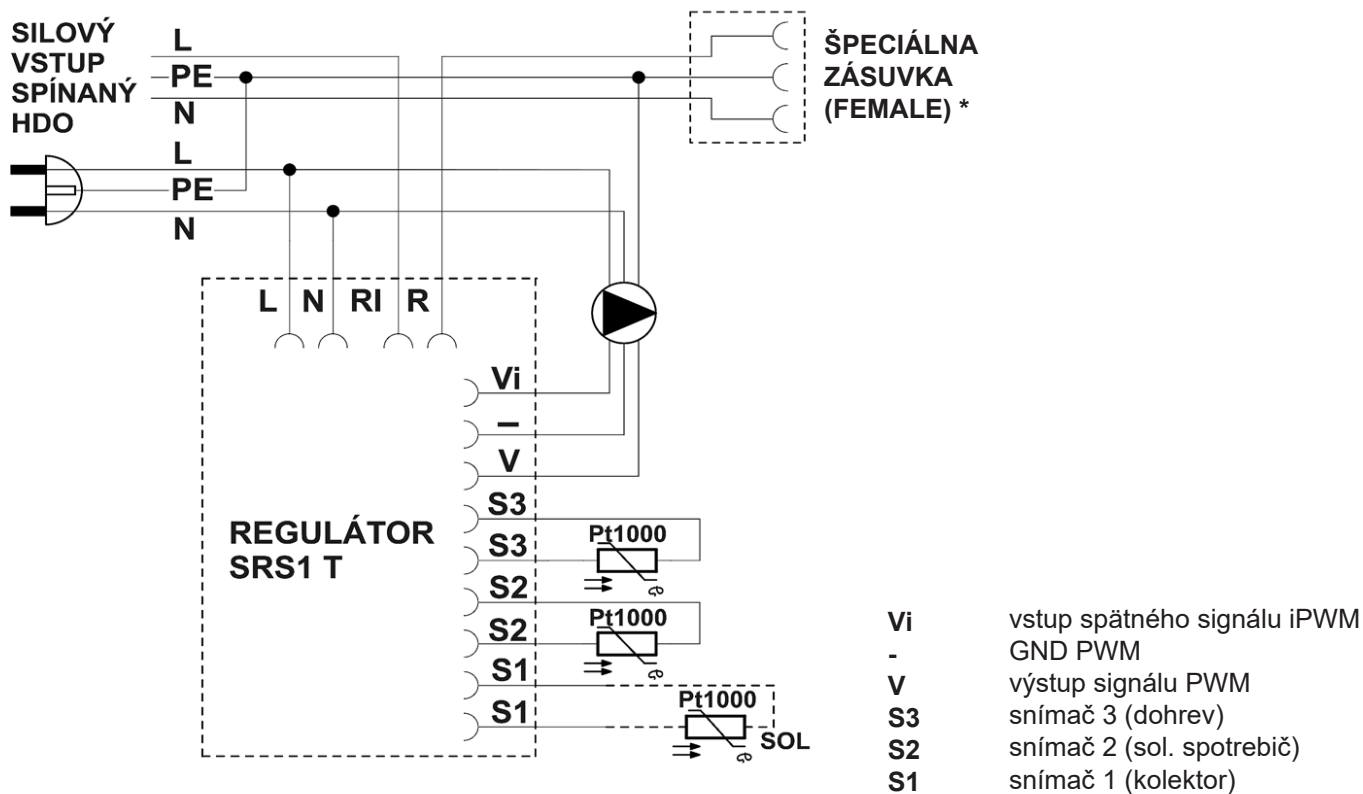 SILOVÝ
VSTUP
SPÍNANÝ
HDO
L
PE
N
L
PE
N
ŠPECIÁLNA
ZÁSUVKA
(FEMALE) *
L N RI R
Vi
–
V
S3
S3
S2
S2
S1
S1
REGULÁTOR
SRS1 T
Pt1000
ϑ
Pt1000
ϑ
Pt1000
ϑ
SOL
Vi vstup spätného signálu iPWM
- GND PWM
V výstup signálu PWM
S3 snímač 3 (dohrev)
S2 snímač 2 (sol. spotrebič)
S1 snímač 1 (kolektor)